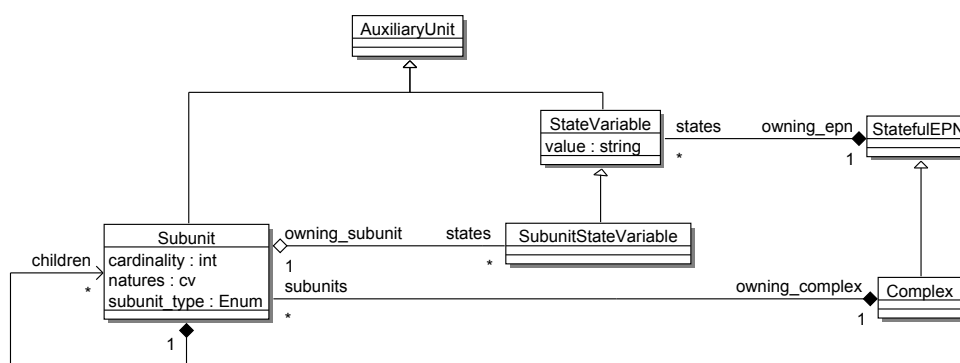 AuxiliaryUnit
StateVariable
value : string
states
owning_epn
StatefulEPN
*
1
Subunit
cardinality : int
natures : cv
subunit_type : Enum
owning_subunit
states
SubunitStateVariable
1
*
children
*
subunits
owning_complex
Complex
*
1
1